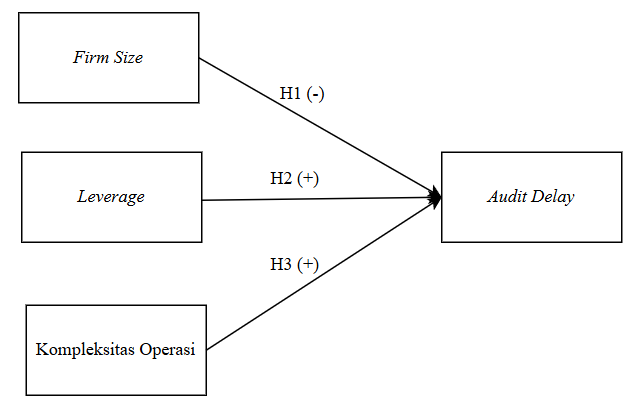 Firm Size
H1 (-)
Leverage
H2 (+)
Audit Delay
H3 (+)
Kompleksitas Operasi